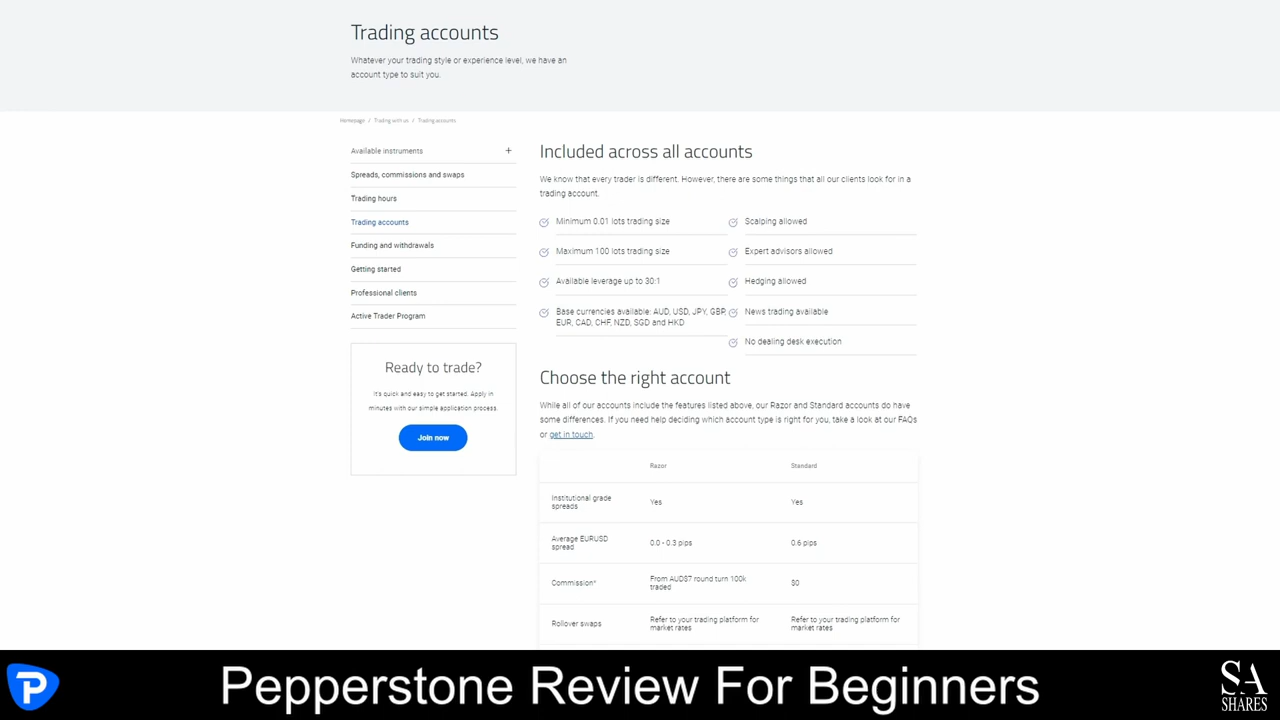 Trading accounts
Whatever your trading style or experience level, we have an
account type to suit you.
Homepage / Trading with us / Trading accounts
Available instruments +
Spreads, commissions and swaps
Trading hours
Trading accounts
Funding and withdrawals
Getting started
Professional clients
Active Trader Program
Ready to trade?
It's quick and easy to get started. Apply in
minutes with our simple application process.
Join now
Included across all accounts
We know that every trader is different. However, there are some things that all our clients look for in a
trading account.
Minimum 0.01 lots trading size
Maximum 100 lots trading size
Available leverage up to 30:1
Base currencies available: AUD, USD, JPY, GBP,
EUR, CAD, CHF, NZD, SGD and HKD
Scalping allowed
Expert advisors allowed
Hedging allowed
News trading available
No dealing desk execution
Choose the right account
While all of our accounts include the features listed above, our Razor and Standard accounts do have
some differences. If you need help deciding which account type is right for you, take a look at our FAQs
or get in touch.
Razor Standard
Institutional grade
spreads
Yes Yes
Average EURUSD
spread
0.0 - 0.3 pips 0.6 pips
Commission*
From AUD$7 round turn 100k
traded
$0
Rollover swaps
Refer to your trading platform for
market rates
Refer to your trading platform for
market rates
Pepperstone Review For Beginners
SA
SHARES